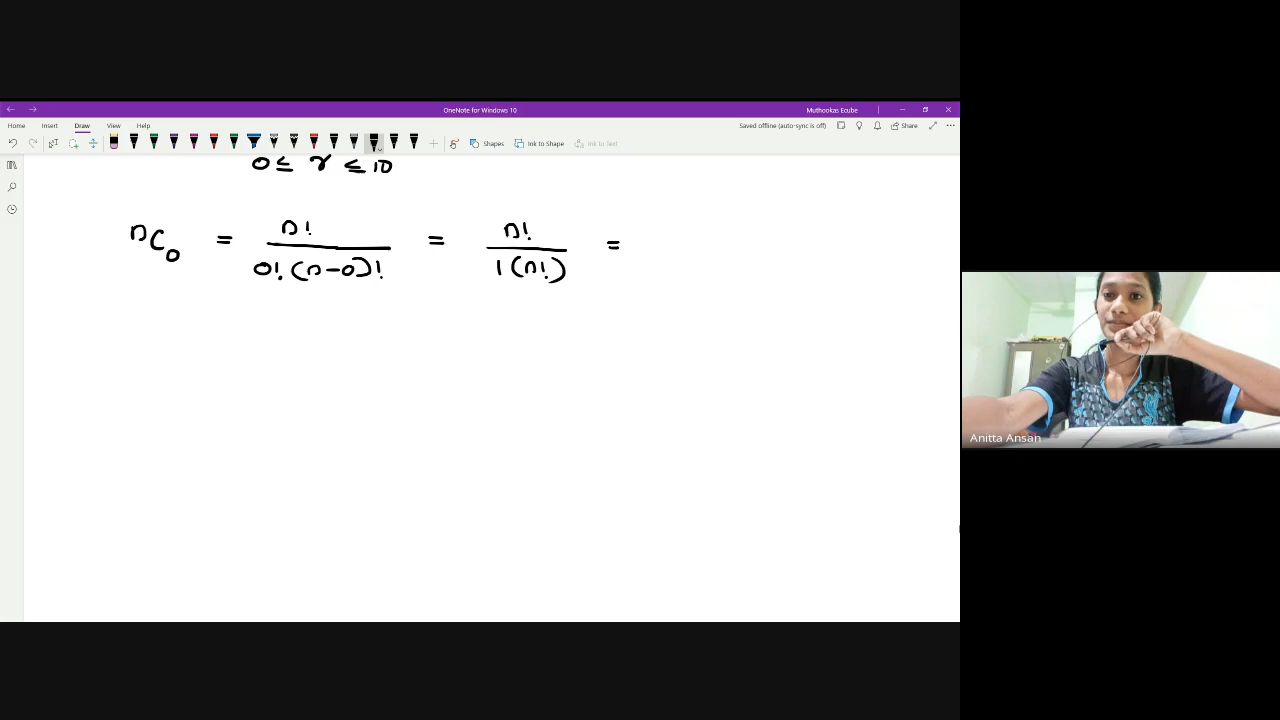 OneNote for Windows 10
Muthookas Ecube
Home Insert Draw View Help
Saved offline (auto-sync is off) Share
Shapes Ink to Shape Ink to Text
0 ≤ r ≤ 10
nC0 = n! / 0!(n-0)! = n! / 1(n!) =
Anitta Ansan